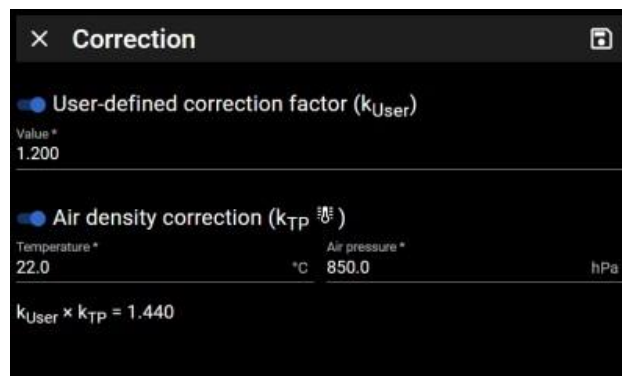 Correction
User-defined correction factor (kUser)
Value *
1.200
Air density correction (kTP)
Temperature * Air pressure *
22.0 °C 850.0 hPa
kUser × kTP = 1.440